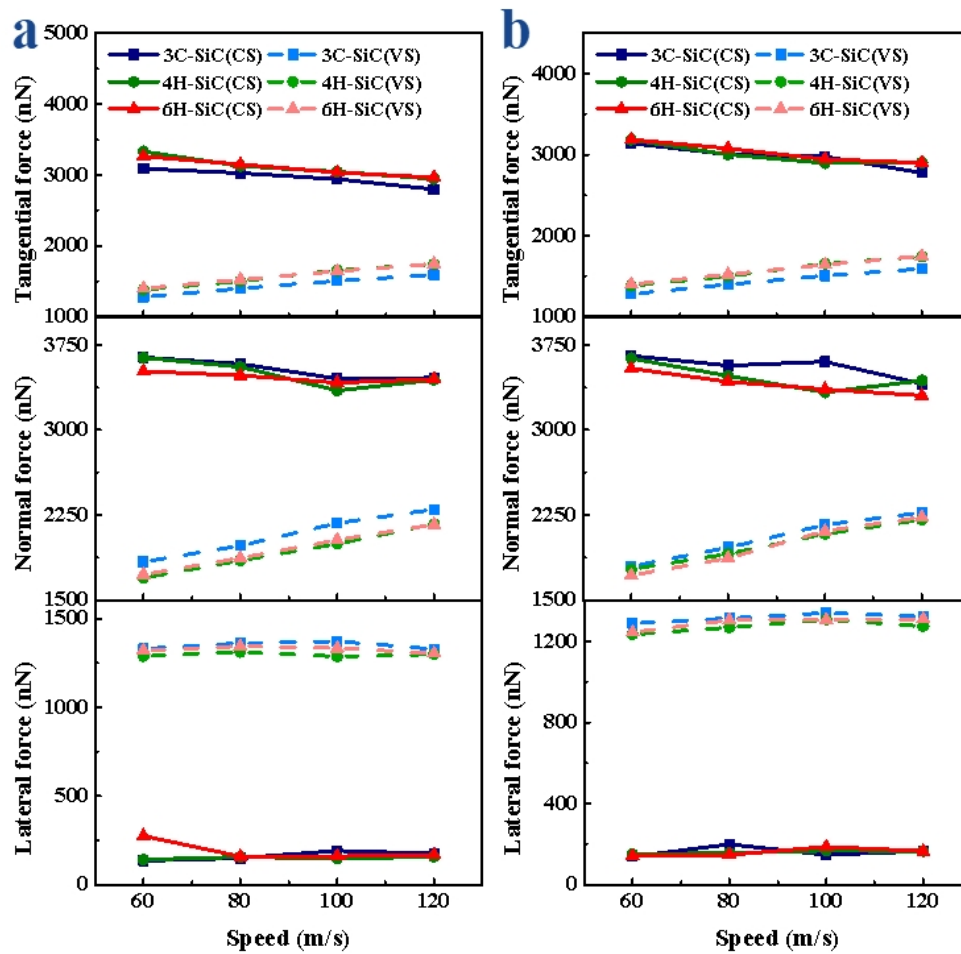 a
5000
4000
3000
2000
1000
Tangential force (nN)
3C-SiC(CS) 3C-SiC(VS)
4H-SiC(CS) 4H-SiC(VS)
6H-SiC(CS) 6H-SiC(VS)
3750
3000
2250
1500
Normal force (nN)
1500
1000
500
0
Lateral force (nN)
60 80 100 120
Speed (m/s)
b
4000
3000
2000
1000
Tangential force (nN)
3C-SiC(CS) 3C-SiC(VS)
4H-SiC(CS) 4H-SiC(VS)
6H-SiC(CS) 6H-SiC(VS)
3750
3000
2250
1500
Normal force (nN)
1200
800
400
0
Lateral force (nN)
60 80 100 120
Speed (m/s)